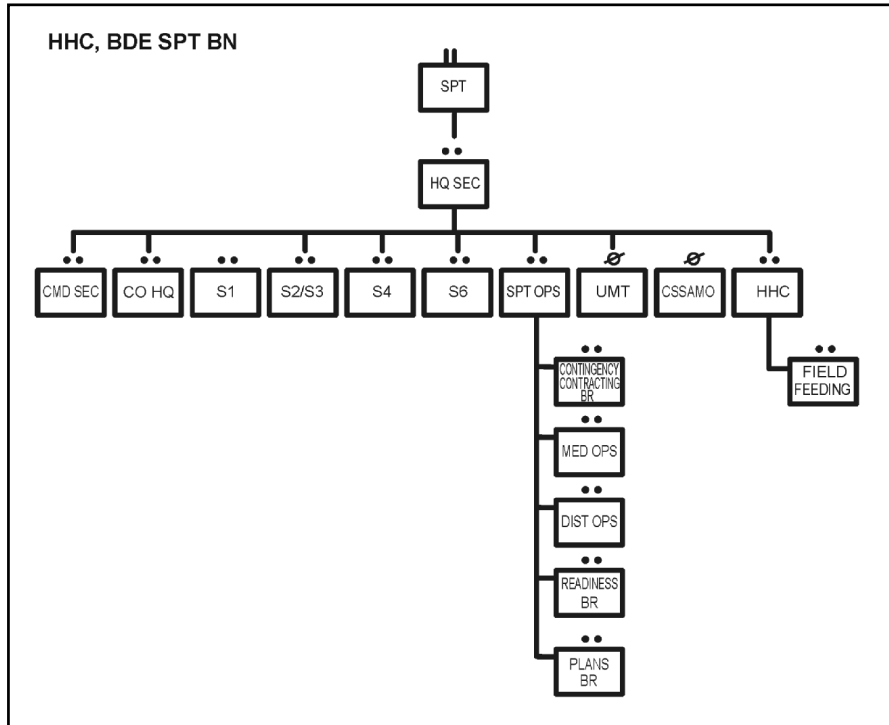 HHC, BDE SPT BN
SPT
HQ SEC
CMD SEC
CO HQ
S1
S2/S3
S4
S6
SPT OPS
UMT
CSSAMO
HHC
CONTINGENCY
CONTRACTING
BR
FIELD
FEEDING
MED OPS
DIST OPS
READINESS
BR
PLANS
BR